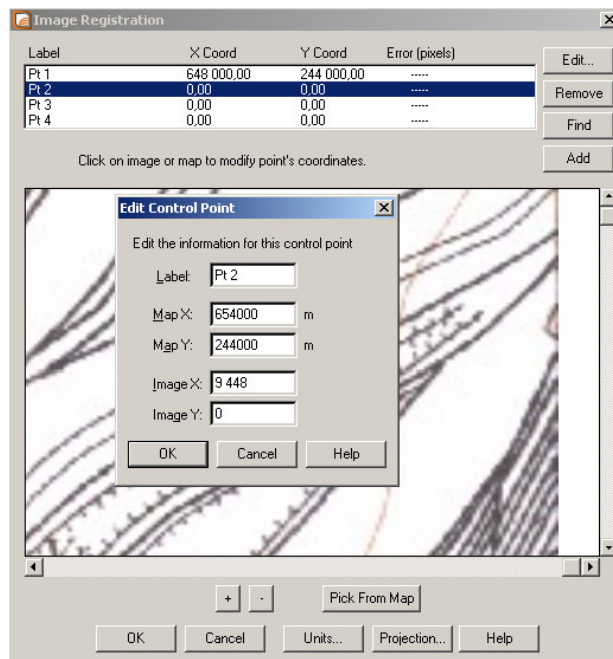 Image Registration
Label X Coord Y Coord Error (pixels)
Pt 1 648 000,00 244 000,00 -----
Pt 2 0,00 0,00 -----
Pt 3 0,00 0,00 -----
Pt 4 0,00 0,00 -----
Edit...
Remove
Find
Add
Click on image or map to modify point's coordinates.
Edit Control Point
Edit the information for this control point
Label: Pt 2
Map X: 654000 m
Map Y: 244000 m
Image X: 9 448
Image Y: 0
OK Cancel Help
+ - Pick From Map
OK Cancel Units... Projection... Help